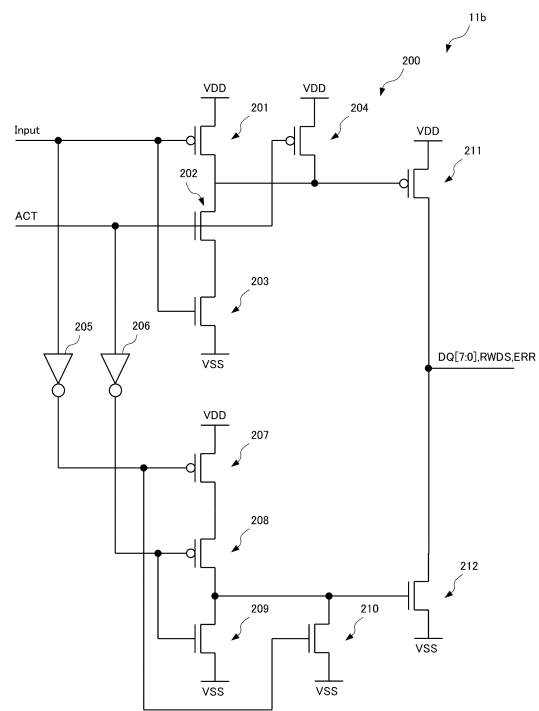 11b
200
VDD
VDD
201
204
Input
VDD
211
202
ACT
203
205
206
VSS
DQ[7:0],RWDS,ERR
VDD
207
208
212
209
210
VSS
VSS
VSS